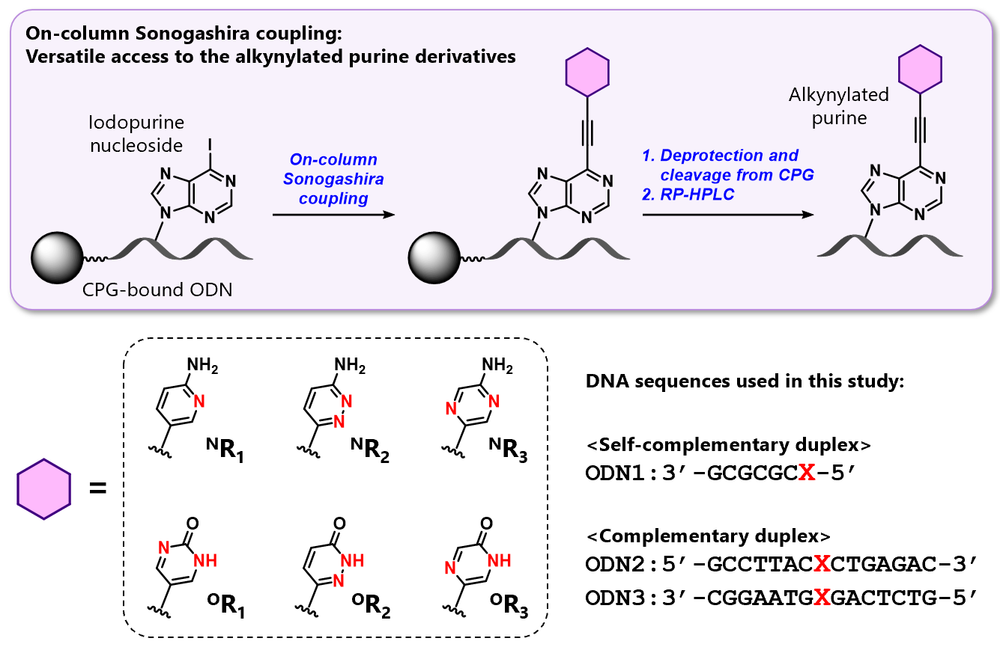 On-column Sonogashira coupling:
Versatile access to the alkynylated purine derivatives
Iodopurine
nucleoside
I
N
N
N
N
CPG-bound ODN
On-column
Sonogashira
coupling
N
N
N
N
1. Deprotection and
cleavage from CPG
2. RP-HPLC
Alkynylated
purine
N
N
N
N
=
NH₂
N
ᴺR₁
NH₂
N
N
ᴺR₂
NH₂
N
N
ᴺR₃
O
N
NH
ᴼR₁
O
NH
N
ᴼR₂
O
N
NH
ᴼR₃
DNA sequences used in this study:
<Self-complementary duplex>
ODN1:3′-GCGCGCX-5′
<Complementary duplex>
ODN2:5′-GCCTTACXCTGAGAC-3′
ODN3:3′-CGGAATGXGACTCTG-5′